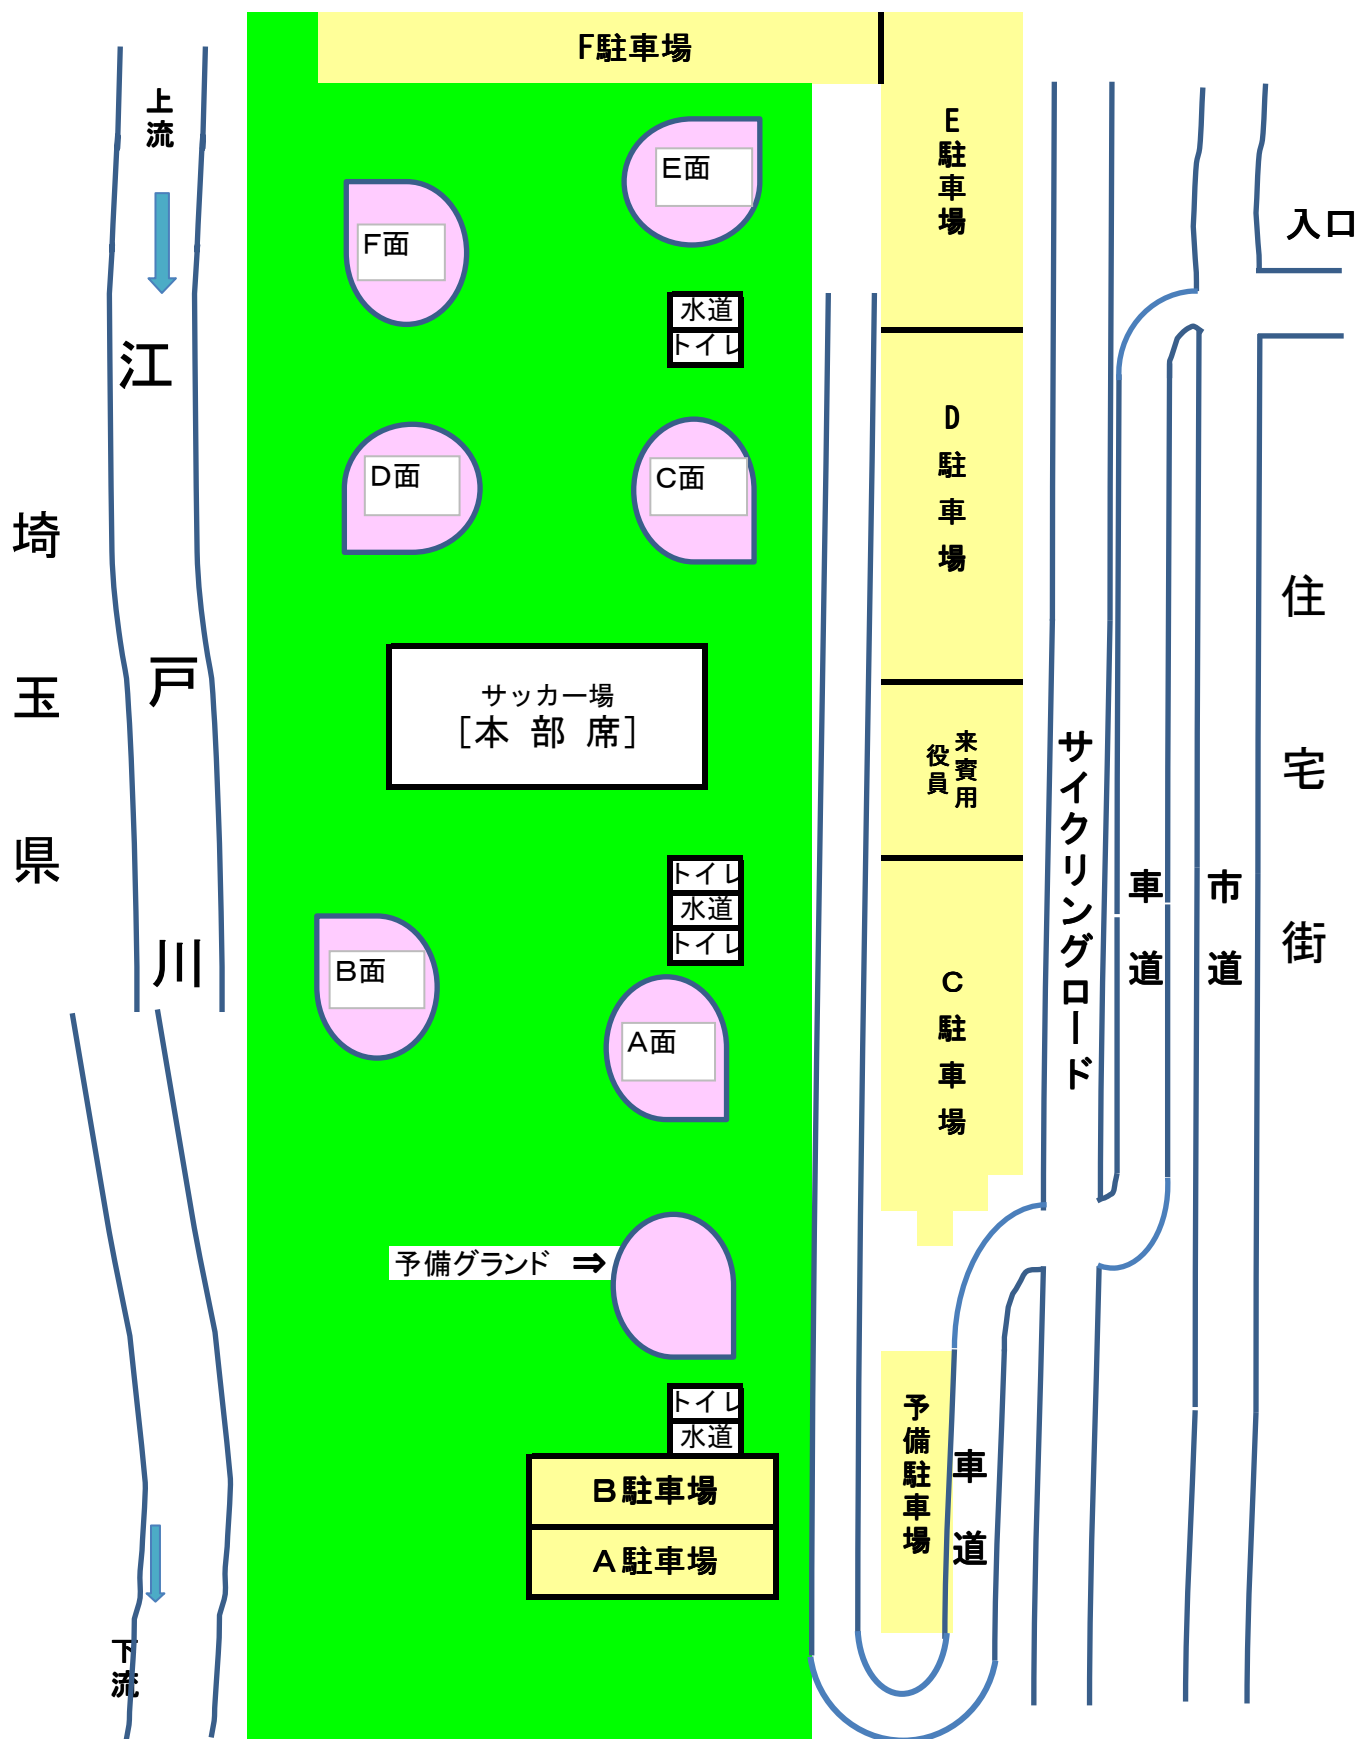 F駐車場
上流
E駐車場
E面
入口
F面
水道
トイレ
江戸川
D駐車場
D面
C面
埼玉県
住宅街
サッカー場
［本 部 席］
来賓用
役員
サイクリングロード
トイレ
水道
トイレ
車道
市道
B面
C駐車場
A面
予備グランド ⇒
トイレ
水道
予備駐車場
車道
B駐車場
A駐車場
下流